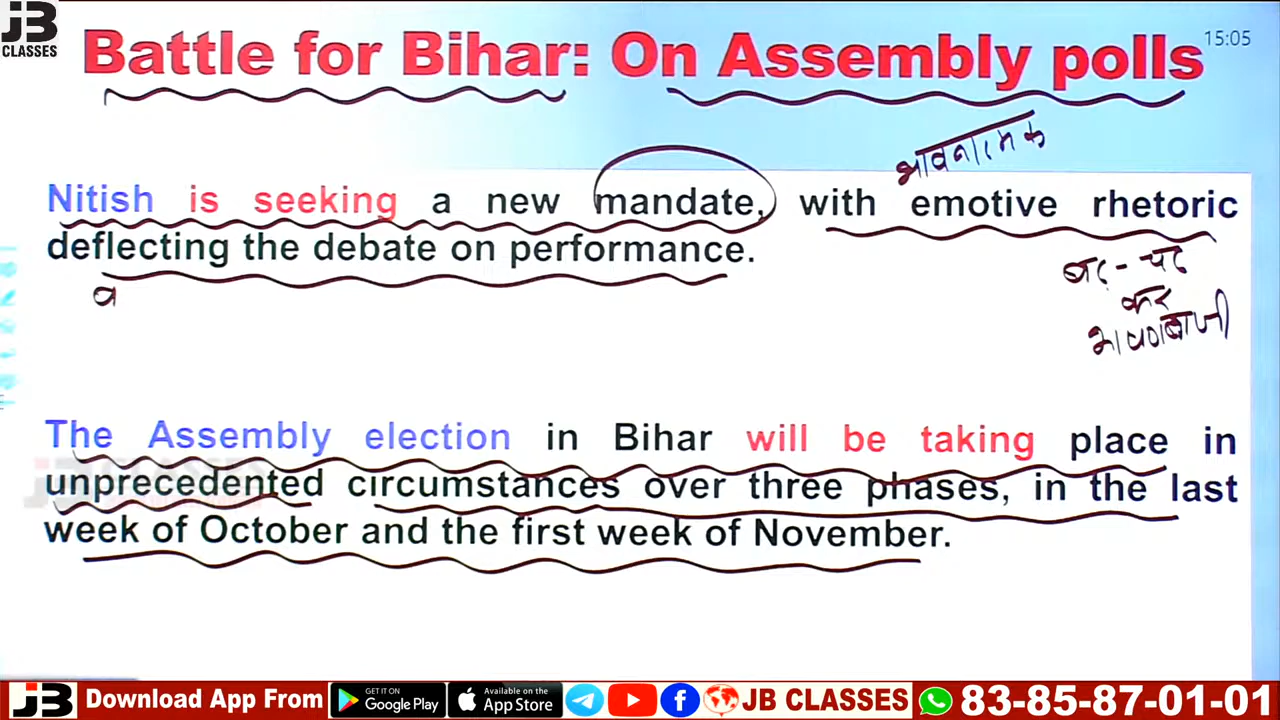 JB
CLASSES
Battle for Bihar: On Assembly polls
15:05
भावनात्मक
Nitish is seeking a new mandate, with emotive rhetoric
deflecting the debate on performance.
बढ़-चढ़
कर
व
The Assembly election in Bihar will be taking place in
unprecedented circumstances over three phases, in the last
week of October and the first week of November.
JB Download App From GET IT ON Google Play Available on the App Store JB CLASSES 83-85-87-01-01